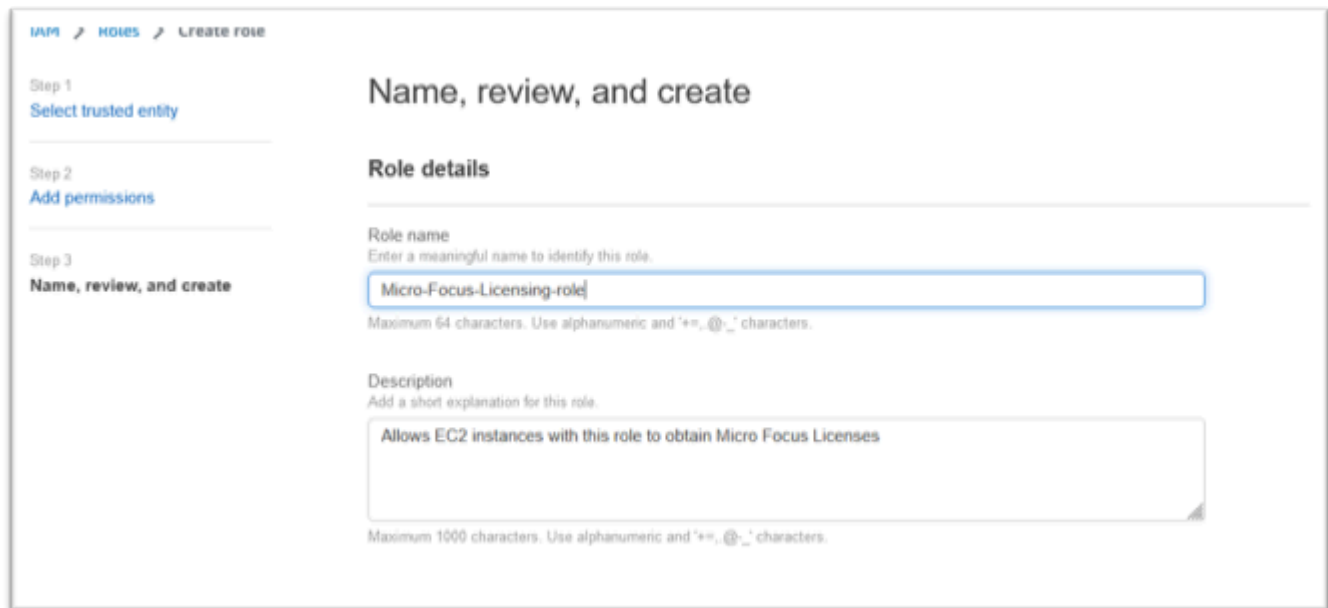 IAM > Roles > Create role
Step 1
Select trusted entity
Step 2
Add permissions
Step 3
Name, review, and create
Name, review, and create
Role details
Role name
Enter a meaningful name to identify this role.
Micro-Focus-Licensing-role
Maximum 64 characters. Use alphanumeric and '+=,.@-_' characters.
Description
Add a short explanation for this role.
Allows EC2 instances with this role to obtain Micro Focus Licenses
Maximum 1000 characters. Use alphanumeric and '+=,.@-_' characters.